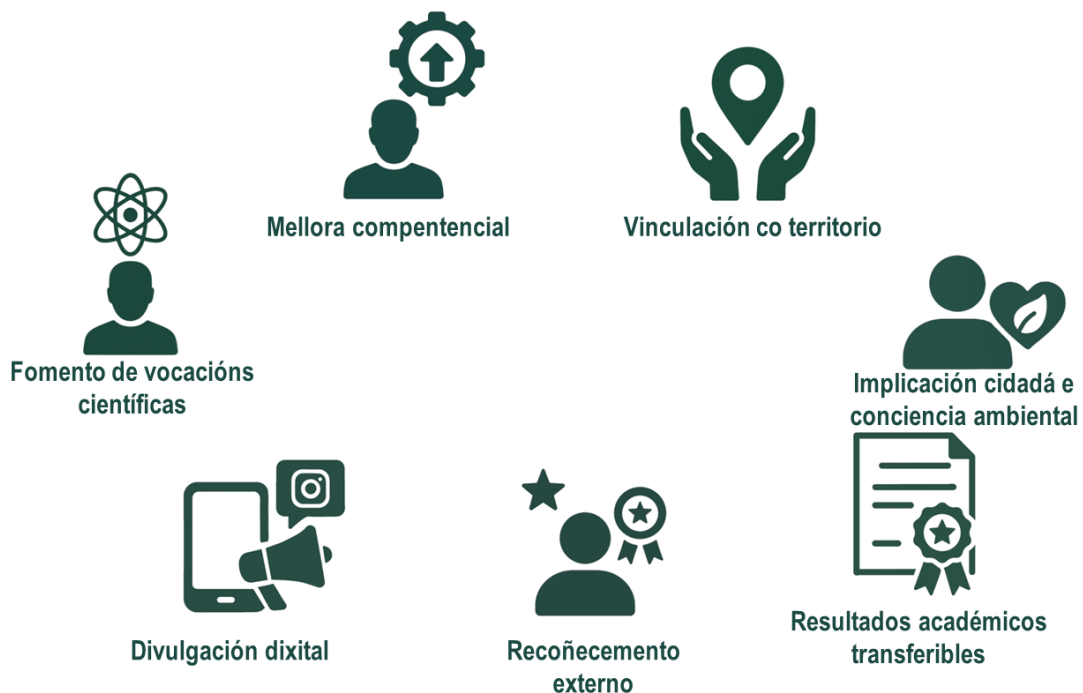 Mellora compentencial
Vinculación co territorio
Fomento de vocacións
científicas
Implicación cidadá e
conciencia ambiental
Divulgación dixital
Recoñecemento
externo
Resultados académicos
transferibles